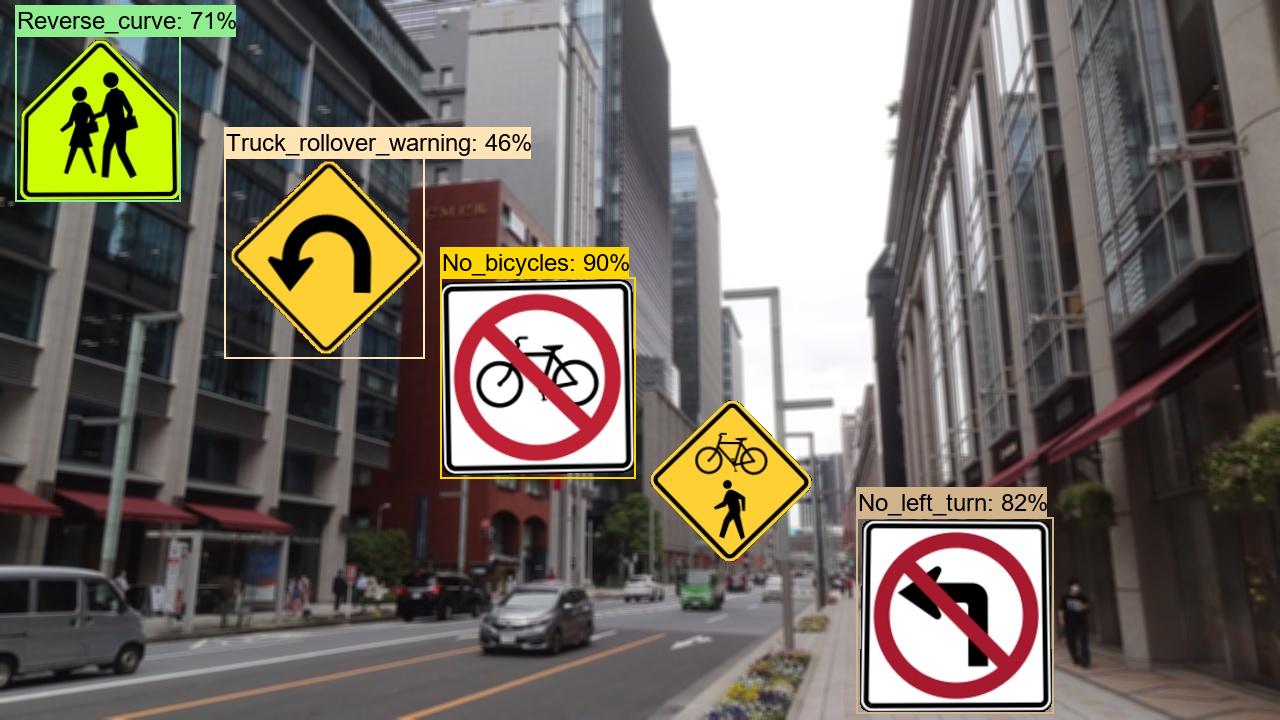 Reverse_curve: 71%
Truck_rollover_warning: 46%
No_bicycles: 90%
No_left_turn: 82%